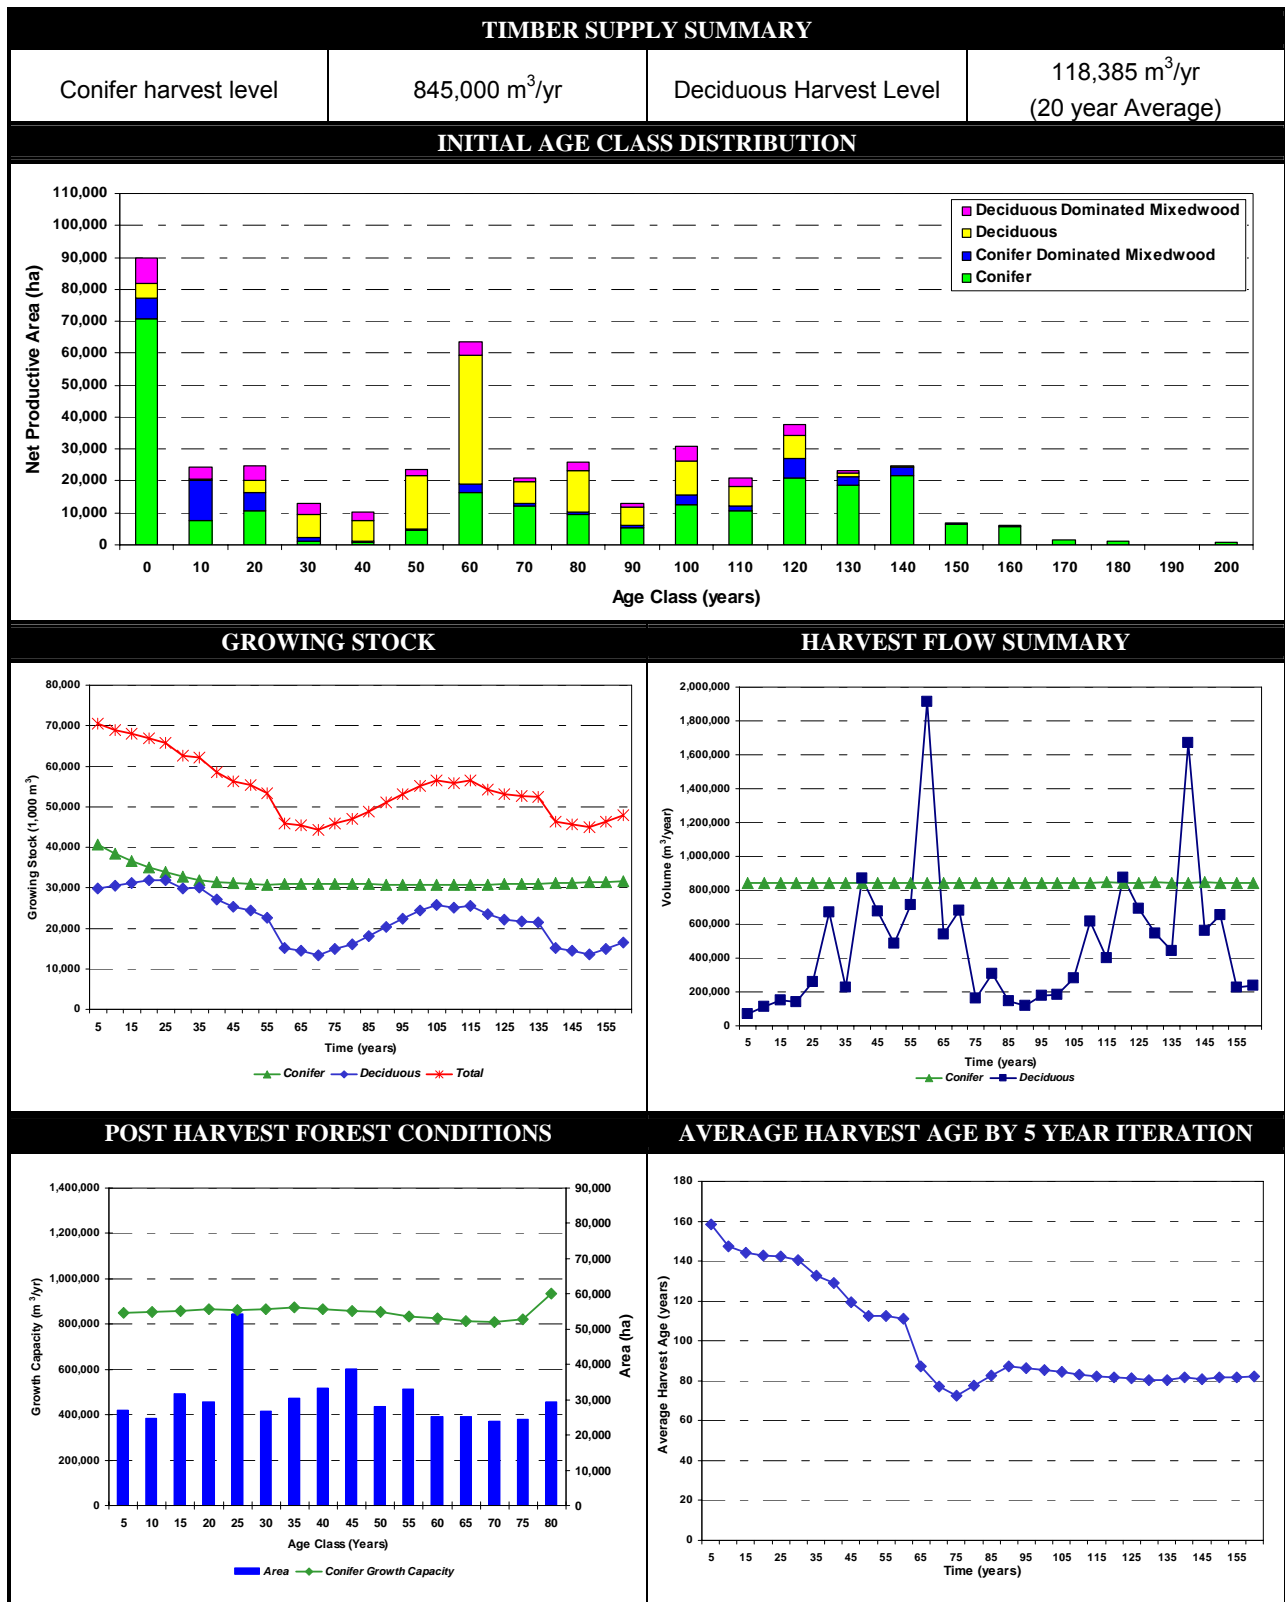 TIMBER SUPPLY SUMMARY
Conifer harvest level
845,000 m³/yr
Deciduous Harvest Level
118,385 m³/yr
(20 year Average)
INITIAL AGE CLASS DISTRIBUTION
110,000
100,000
90,000
80,000
70,000
60,000
50,000
40,000
30,000
20,000
10,000
0
Net Productive Area (ha)
Deciduous Dominated Mixedwood
Deciduous
Conifer Dominated Mixedwood
Conifer
0 10 20 30 40 50 60 70 80 90 100 110 120 130 140 150 160 170 180 190 200
Age Class (years)
GROWING STOCK
80,000
70,000
60,000
50,000
40,000
30,000
20,000
10,000
0
Growing Stock (1,000 m³)
5 15 25 35 45 55 65 75 85 95 105 115 125 135 145 155
Time (years)
Conifer Deciduous Total
HARVEST FLOW SUMMARY
2,000,000
1,800,000
1,600,000
1,400,000
1,200,000
1,000,000
800,000
600,000
400,000
200,000
0
Volume (m³/year)
5 15 25 35 45 55 65 75 85 95 105 115 125 135 145 155
Time (years)
Conifer Deciduous
POST HARVEST FOREST CONDITIONS
1,400,000
1,200,000
1,000,000
800,000
600,000
400,000
200,000
0
Growth Capacity (m³/yr)
90,000
80,000
70,000
60,000
50,000
40,000
30,000
20,000
10,000
0
Area (ha)
5 10 15 20 25 30 35 40 45 50 55 60 65 70 75 80
Age Class (Years)
Area Conifer Growth Capacity
AVERAGE HARVEST AGE BY 5 YEAR ITERATION
180
160
140
120
100
80
60
40
20
0
Average Harvest Age (years)
5 15 25 35 45 55 65 75 85 95 105 115 125 135 145 155
Time (years)